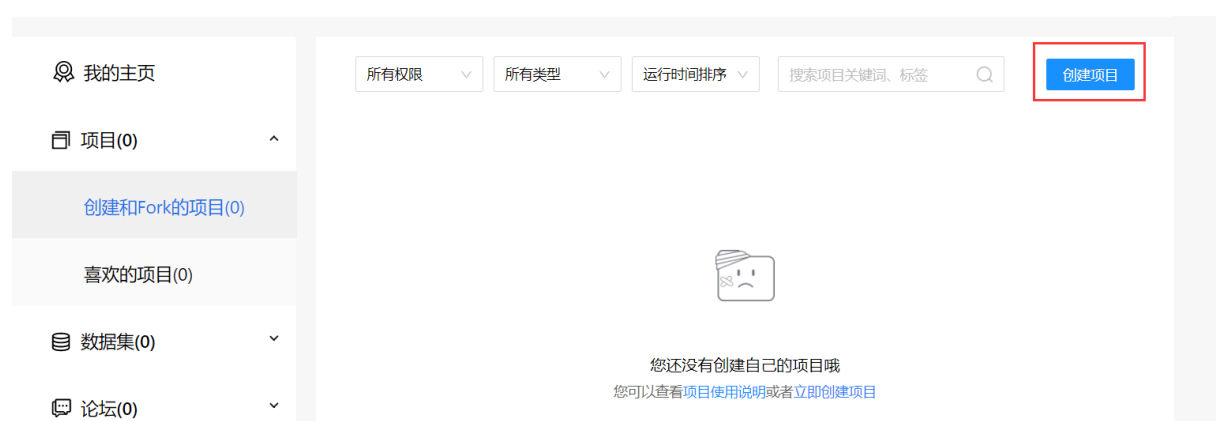 我的主页
项目(0)
创建和Fork的项目(0)
喜欢的项目(0)
数据集(0)
论坛(0)
所有权限 所有类型 运行时间排序 搜索项目关键词、标签 创建项目
您还没有创建自己的项目哦
您可以查看项目使用说明或者立即创建项目